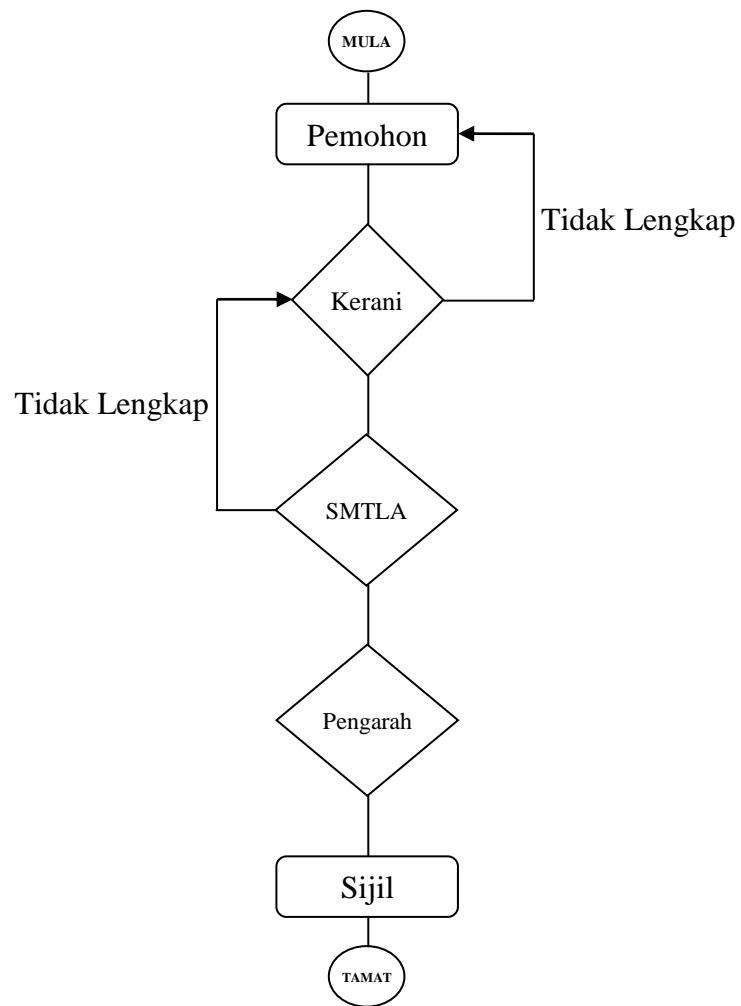 MULA
Pemohon
Tidak Lengkap
Kerani
Tidak Lengkap
SMTLA
Pengarah
Sijil
TAMAT